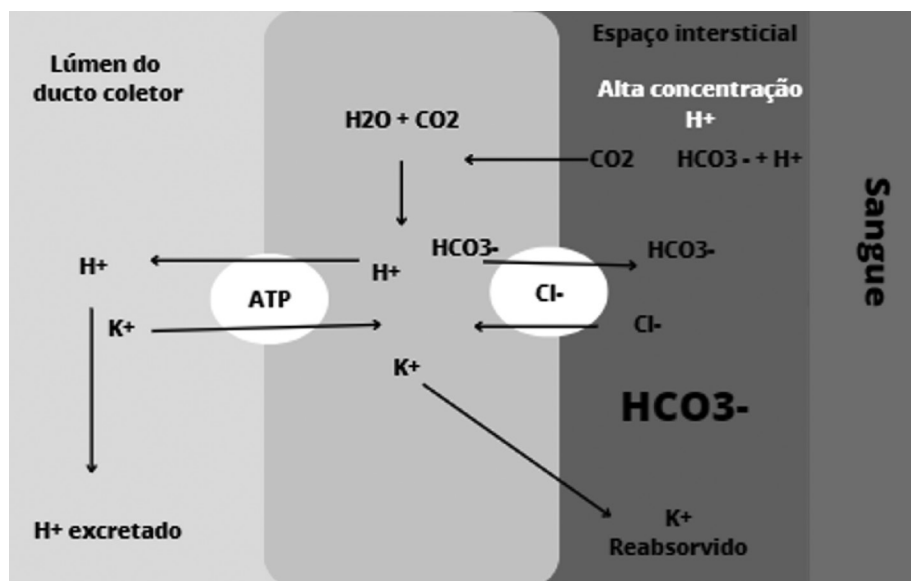 Lúmen do
ducto coletor
H2O + CO2
Espaço intersticial
Alta concentração
H+
CO2
HCO3 - + H+
Sangue
H+
ATP
H+
HCO3-
Cl-
HCO3-
K+
K+
Cl-
HCO3-
H+ excretado
K+
Reabsorvido